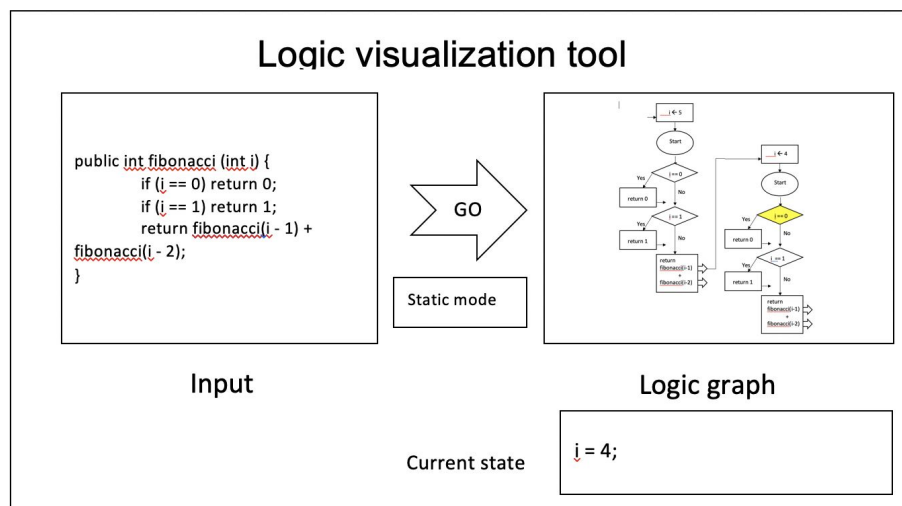 Logic visualization tool
public int fibonacci (int i) {
if (i == 0) return 0;
if (i == 1) return 1;
return fibonacci(i - 1) +
fibonacci(i - 2);
}
Input
GO
Static mode
i ← 5
Start
i == 0
Yes
No
return 0
i == 1
Yes
No
return 1
return
fibonacci(i-1)
+
fibonacci(i-2)
i ← 4
Start
i == 0
Yes
No
return 0
i == 1
Yes
No
return 1
return
fibonacci(i-1)
+
fibonacci(i-2)
Logic graph
Current state
i = 4;